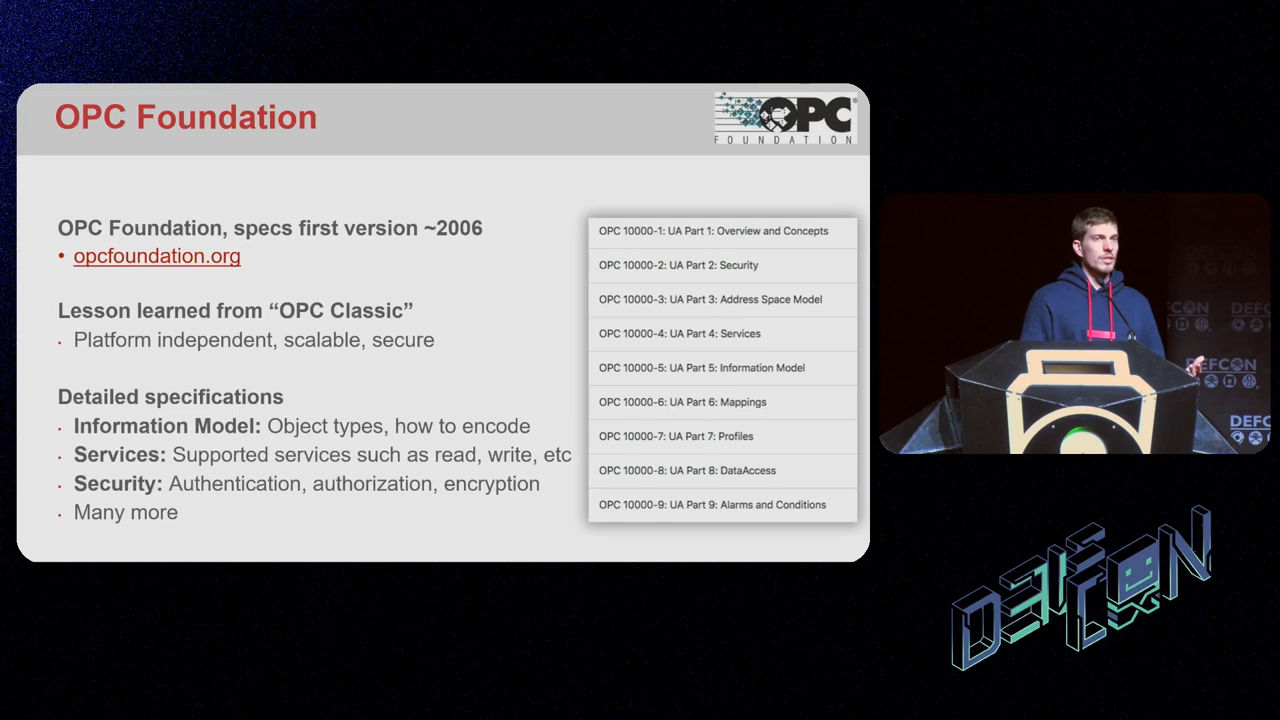 OPC Foundation
OPC
FOUNDATION
OPC Foundation, specs first version ~2006
• opcfoundation.org
Lesson learned from “OPC Classic”
· Platform independent, scalable, secure
Detailed specifications
· Information Model: Object types, how to encode
· Services: Supported services such as read, write, etc
· Security: Authentication, authorization, encryption
· Many more
OPC 10000-1: UA Part 1: Overview and Concepts
OPC 10000-2: UA Part 2: Security
OPC 10000-3: UA Part 3: Address Space Model
OPC 10000-4: UA Part 4: Services
OPC 10000-5: UA Part 5: Information Model
OPC 10000-6: UA Part 6: Mappings
OPC 10000-7: UA Part 7: Profiles
OPC 10000-8: UA Part 8: DataAccess
OPC 10000-9: UA Part 9: Alarms and Conditions
DEFCON
DEFCON
DEFCON